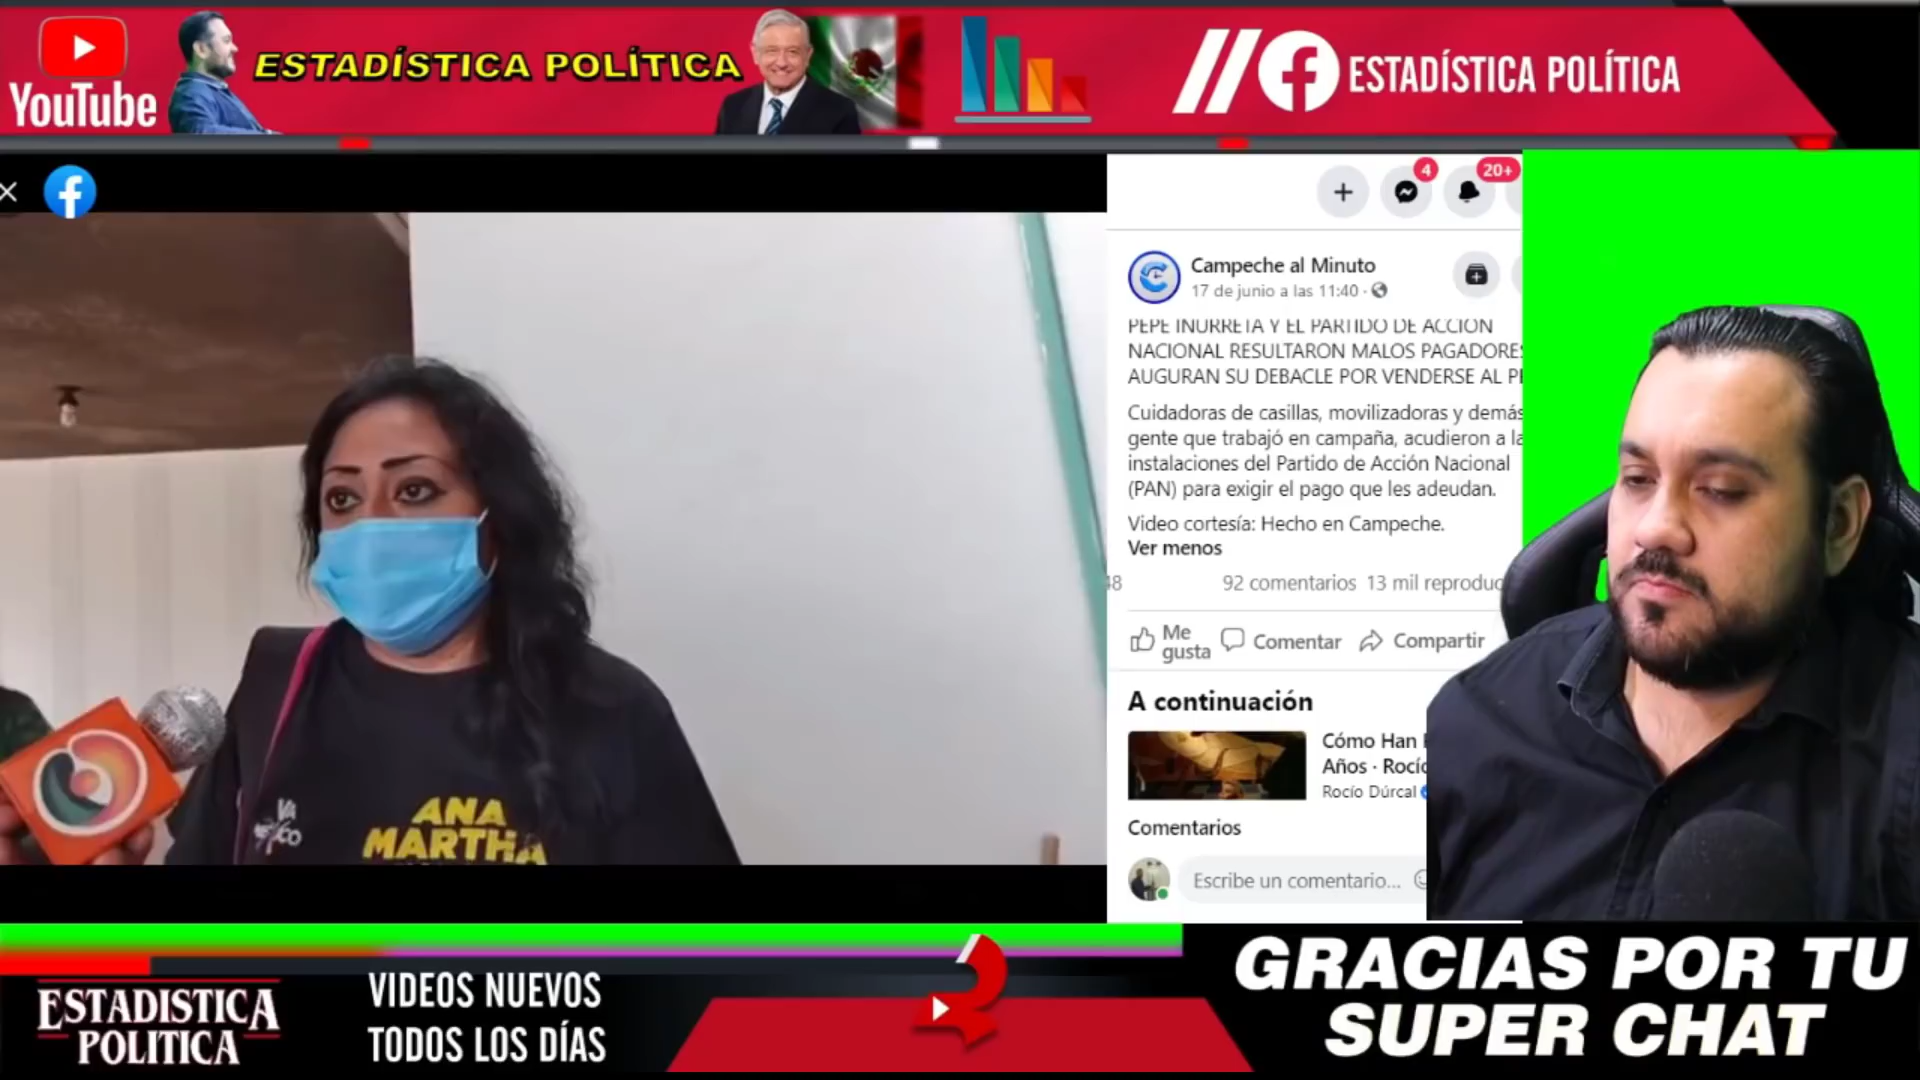 YouTube
ESTADÍSTICA POLÍTICA
ESTADÍSTICA POLÍTICA
4
20+
Campeche al Minuto
17 de junio a las 11:40 ·
PEPE INURRETA Y EL PARTIDO DE ACCIÓN
NACIONAL RESULTARON MALOS PAGADORES
AUGURAN SU DEBACLE POR VENDERSE AL
Cuidadoras de casillas, movilizadoras y demás
gente que trabajó en campaña, acudieron a
instalaciones del Partido de Acción Nacional
(PAN) para exigir el pago que les adeudan.
Video cortesía: Hecho en Campeche.
Ver menos
92 comentarios 13 mil
Me gusta
Comentar
Compartir
A continuación
Cómo Han
Años ·
Rocío Dúrcal
Comentarios
Escribe un comentario...
VA
ANA
MARTHA
ESTADISTICA
POLITICA
VIDEOS NUEVOS
TODOS LOS DÍAS
GRACIAS POR TU
SUPER CHAT